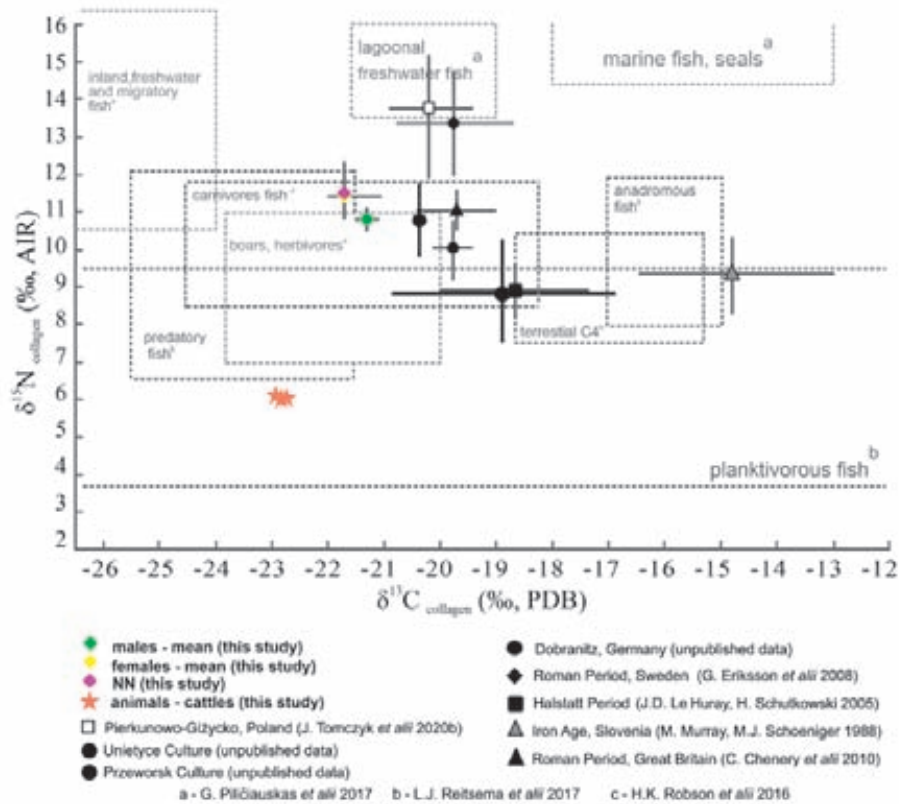 16
15
14
13
12
11
10
9
8
7
6
5
4
3
2
δ¹⁵N collagen (‰, AIR)
inland,freshwater
and migratory
fish
lagoonal
freshwater fish a
marine fish, seals a
carnivores fish
anadromous
fish
boars, herbivores
predatory
fish
terrestial C4
planktivorous fish b
-26 -25 -24 -23 -22 -21 -20 -19 -18 -17 -16 -15 -14 -13 -12
δ¹³C collagen (‰, PDB)
males - mean (this study)
females - mean (this study)
NN (this study)
animals - cattles (this study)
Pierkunowo-Giżycko, Poland (J. Tomczyk et alii 2020b)
Unietyce Culture (unpublished data)
Przeworsk Culture (unpublished data)
Dobranitz, Germany (unpublished data)
Roman Period, Sweden (G. Eriksson et alii 2008)
Halstatt Period (J.D. Le Huray, H. Schutkowski 2005)
Iron Age, Slovenia (M. Murray, M.J. Schoeniger 1988)
Roman Period, Great Britain (C. Chenery et alii 2010)
a - G. Piličiauskas et alii 2017 b - L.J. Reitsema et alii 2017 c - H.K. Robson et alii 2016